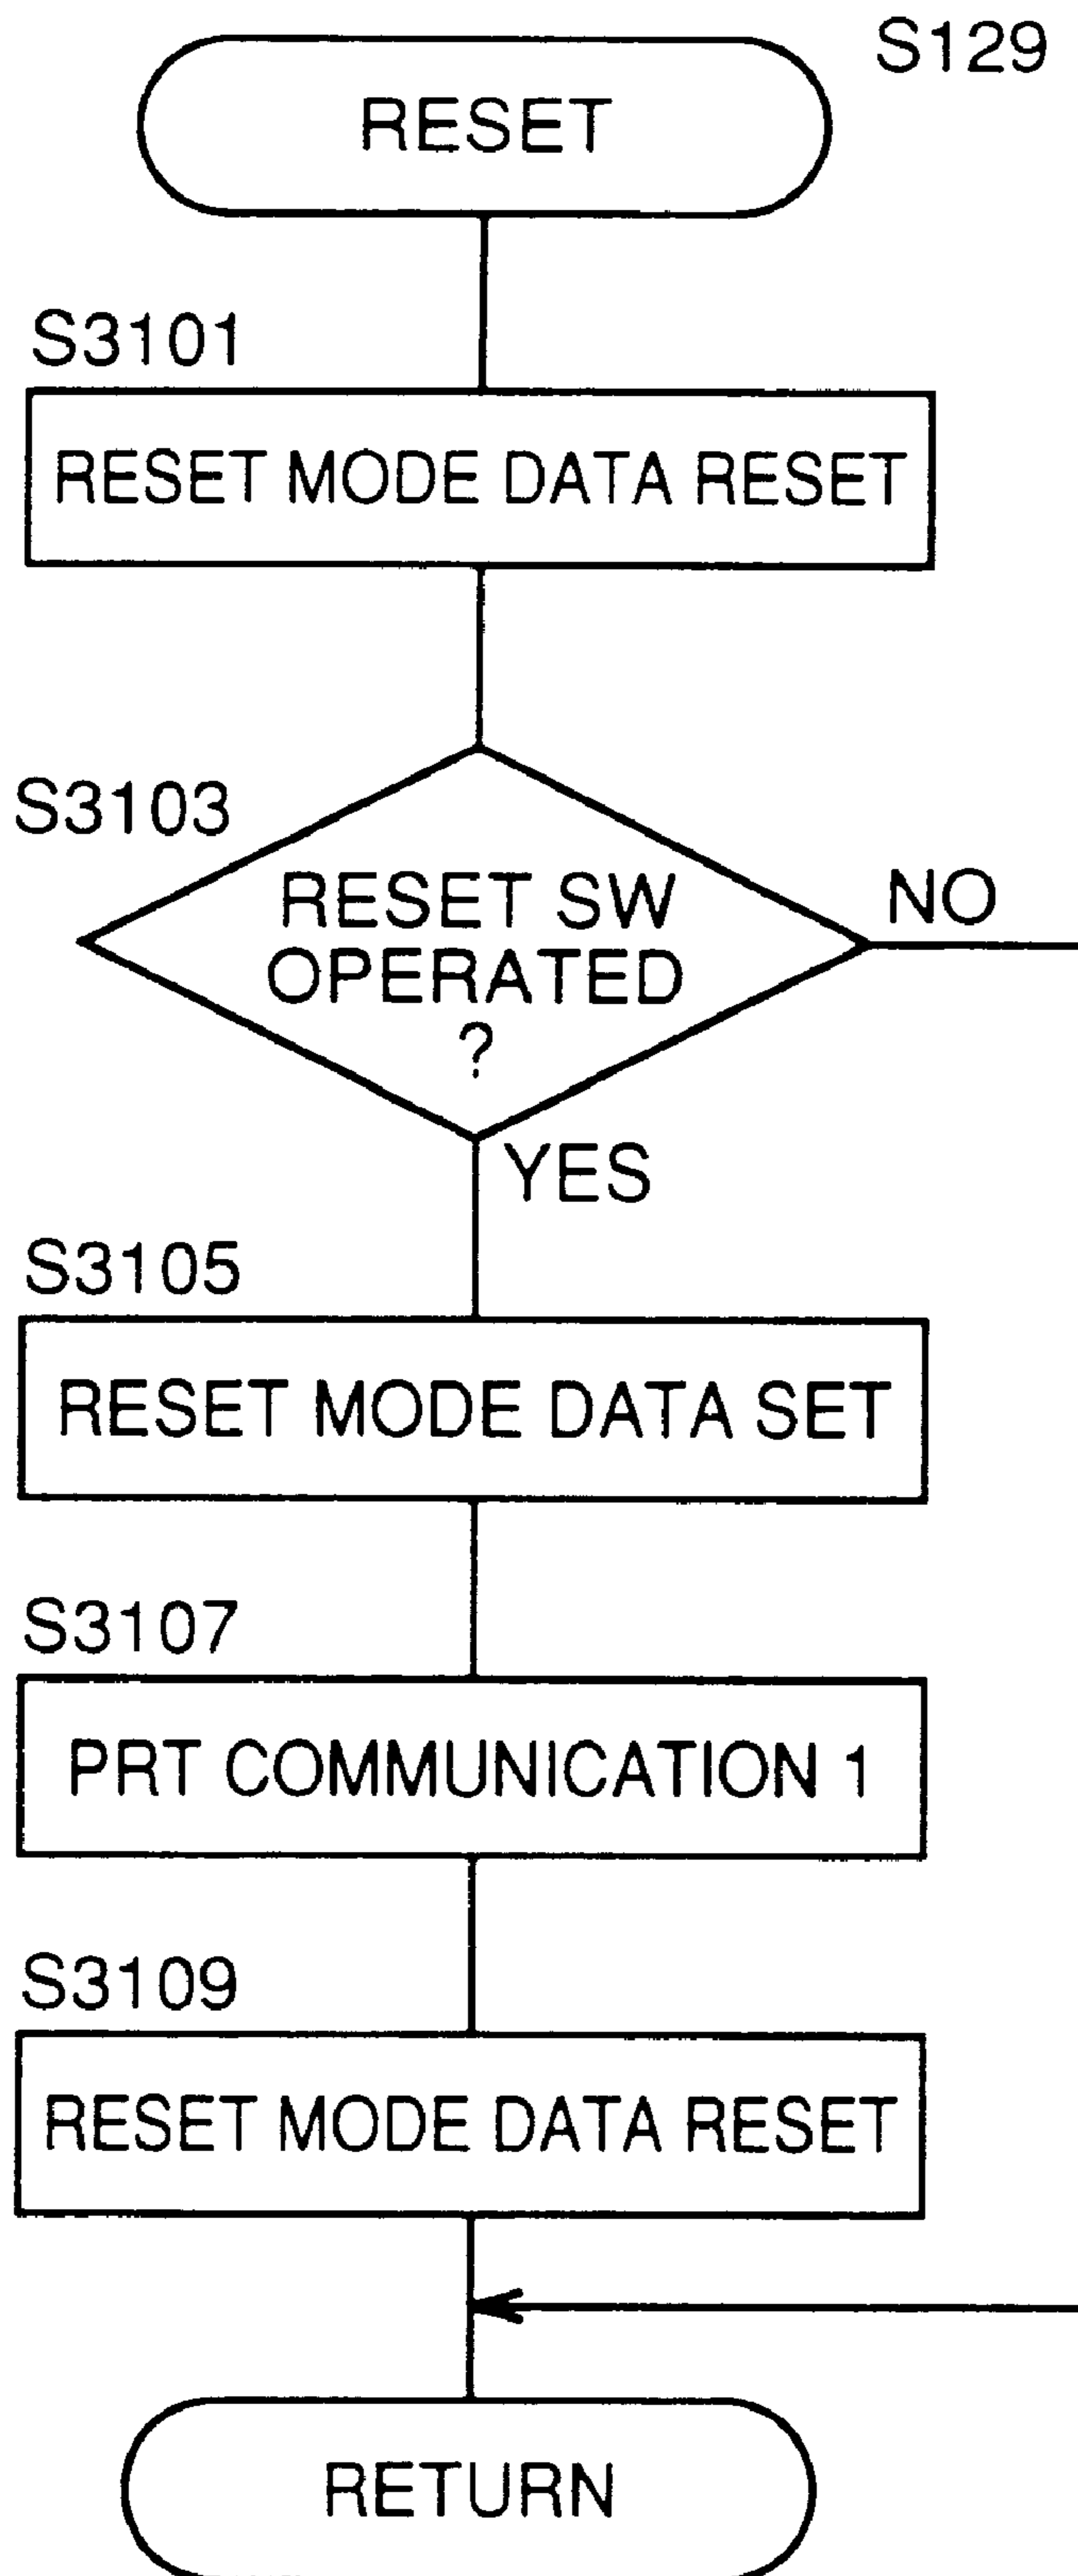 S129
RESET
S3101
RESET MODE DATA RESET
S3103
RESET SW
OPERATED
?
NO
YES
S3105
RESET MODE DATA SET
S3107
PRT COMMUNICATION 1
S3109
RESET MODE DATA RESET
RETURN